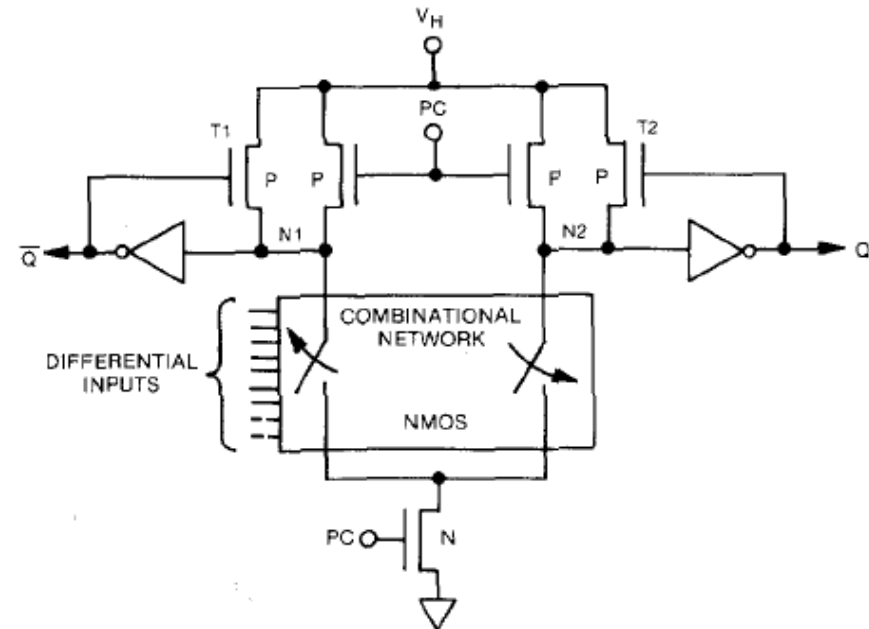 V_H
PC
T1
T2
P P P P
N1
N2
Q̅
Q
COMBINATIONAL
NETWORK
DIFFERENTIAL
INPUTS
NMOS
PC
N